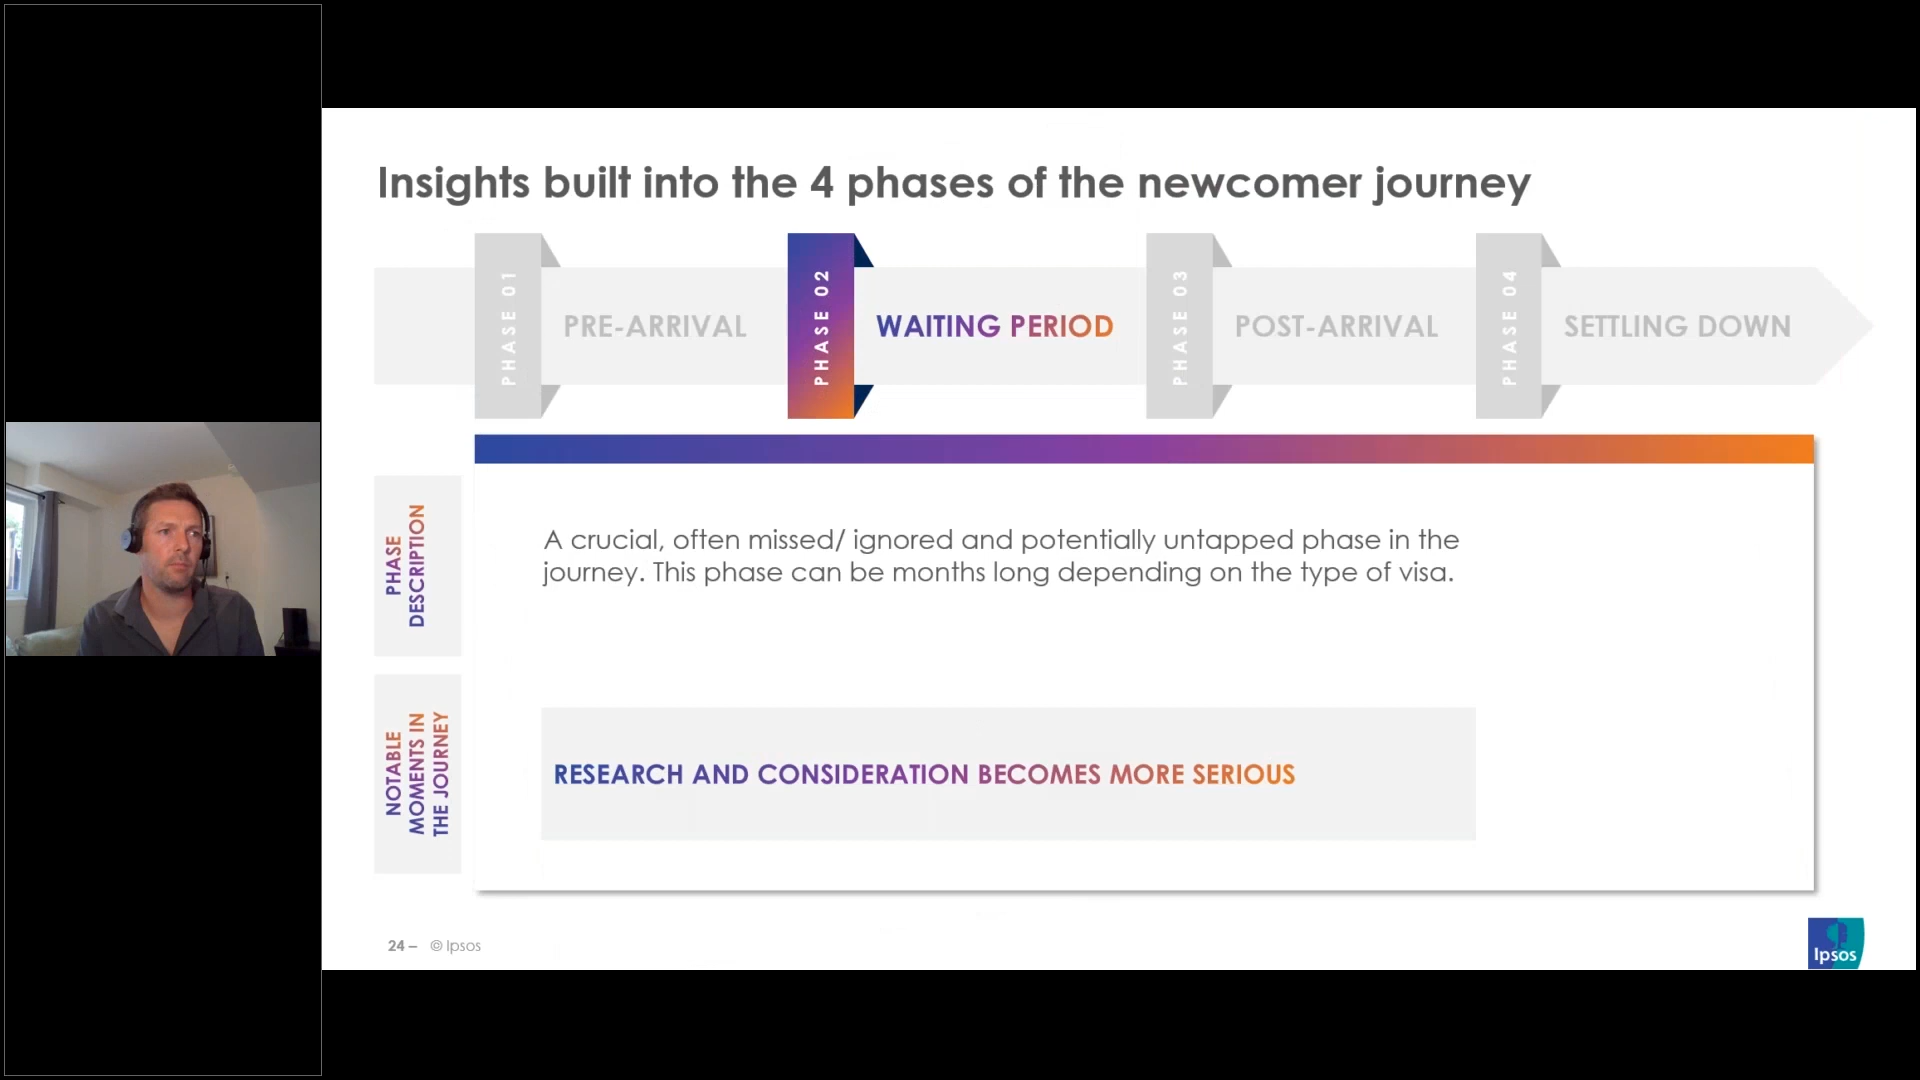 Insights built into the 4 phases of the newcomer journey
PHASE 01
PRE-ARRIVAL
PHASE 02
WAITING PERIOD
PHASE 03
POST-ARRIVAL
PHASE 04
SETTLING DOWN
PHASE
DESCRIPTION
A crucial, often missed/ ignored and potentially untapped phase in the
journey. This phase can be months long depending on the type of visa.
NOTABLE
MOMENTS IN
THE JOURNEY
RESEARCH AND CONSIDERATION BECOMES MORE SERIOUS
24 – © Ipsos
Ipsos